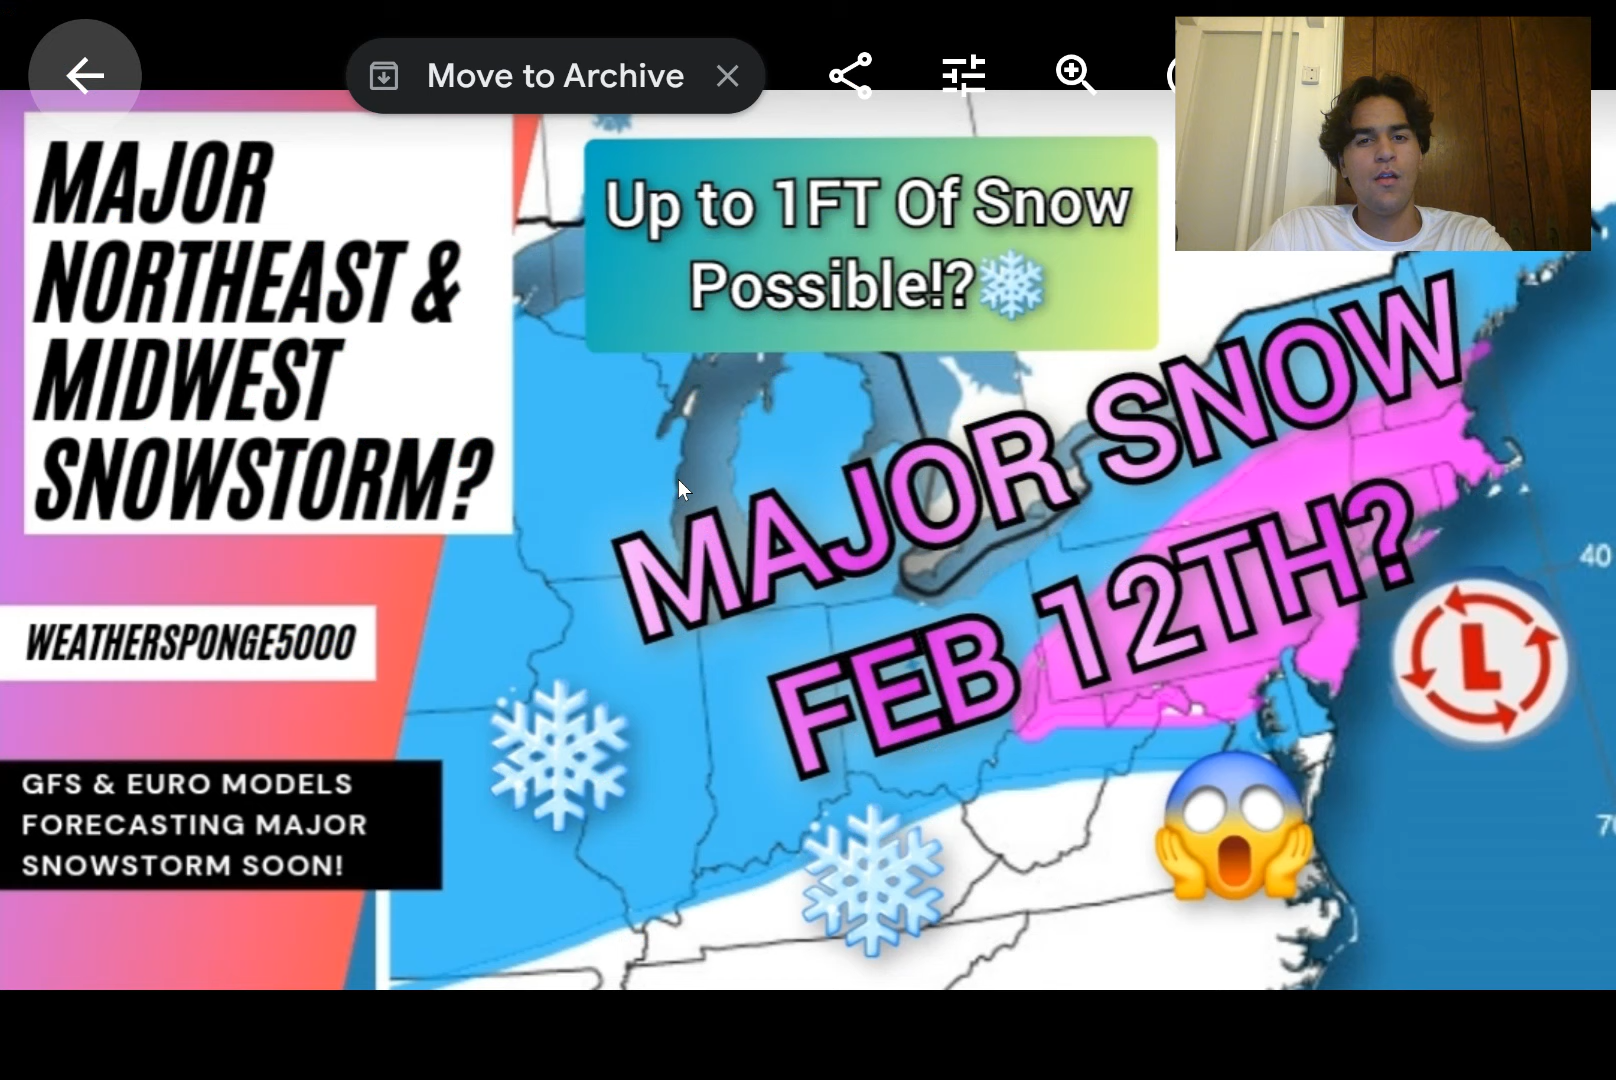 Move to Archive
MAJOR
NORTHEAST &
MIDWEST
SNOWSTORM?
Up to 1FT Of Snow
Possible!?
MAJOR SNOW
FEB 12TH?
40
L
WEATHERSPONGE5000
GFS & EURO MODELS
FORECASTING MAJOR
SNOWSTORM SOON!